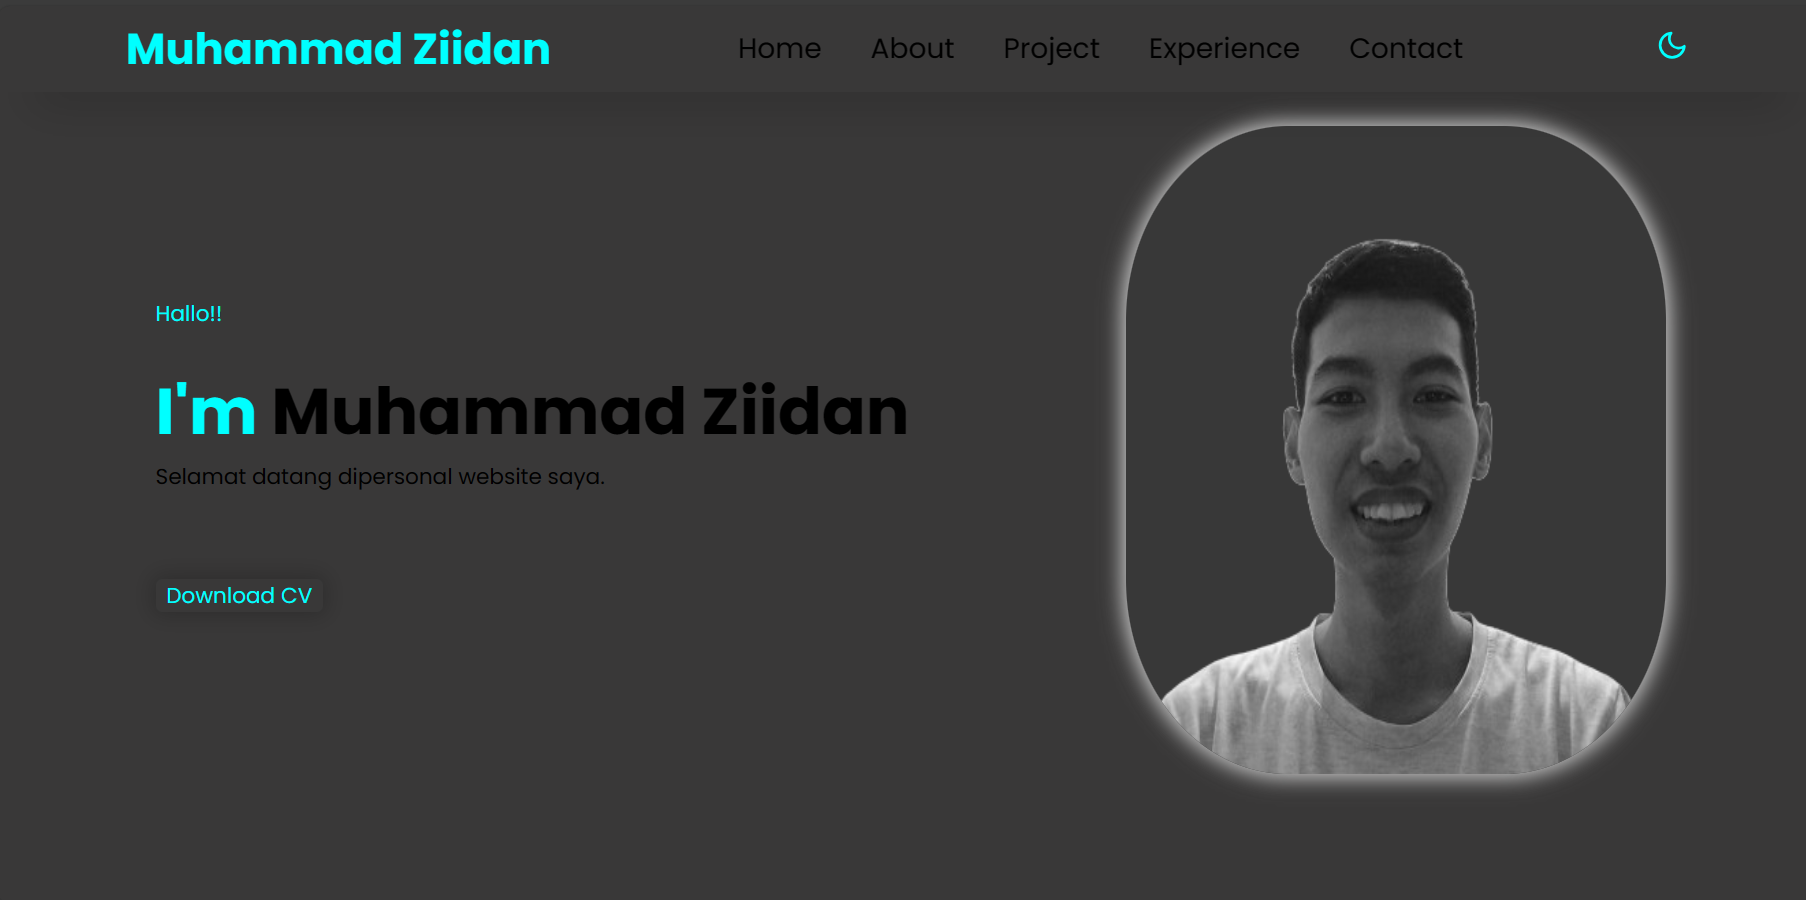 Muhammad Ziidan
Home About Project Experience Contact
Hallo!!
I'm Muhammad Ziidan
Selamat datang dipersonal website saya.
Download CV